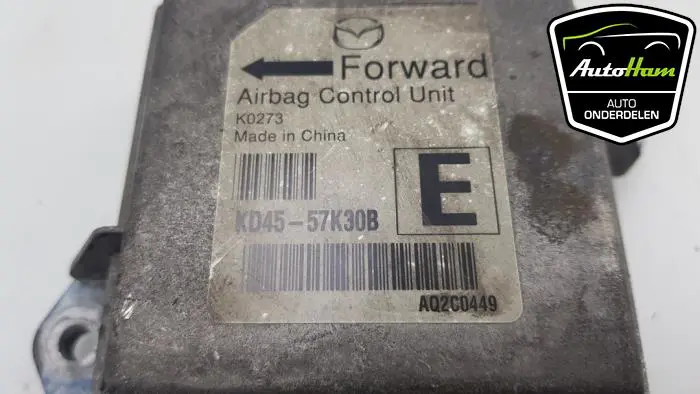 Forward
Airbag Control Unit
K0273
Made in China
E
KD45-57K30B
AQ2C0449
AutoHam
AUTO
ONDERDELEN